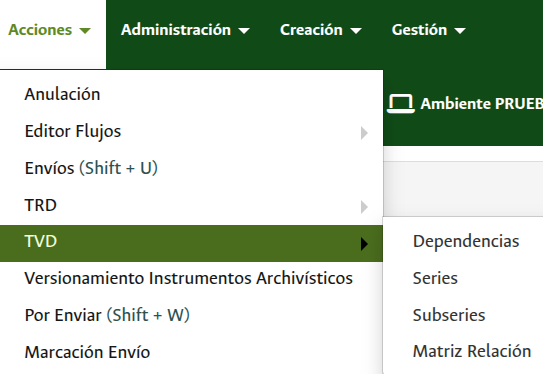 Acciones Administración Creación Gestión
Ambiente PRUEB
Anulación
Editor Flujos
Envíos (Shift + U)
TRD
TVD
Versionamiento Instrumentos Archivísticos
Por Enviar (Shift + W)
Marcación Envío
Dependencias
Series
Subseries
Matriz Relación